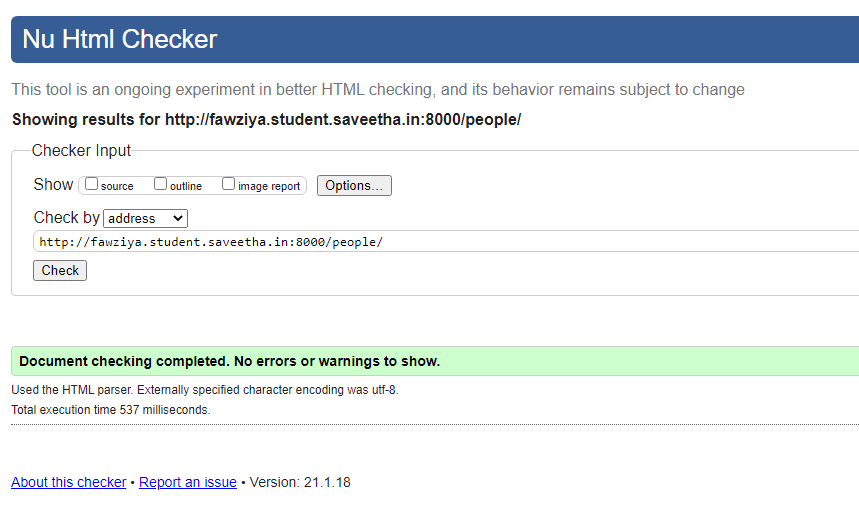 Nu Html Checker
This tool is an ongoing experiment in better HTML checking, and its behavior remains subject to change
Showing results for http://fawziya.student.saveetha.in:8000/people/
Checker Input
Show source outline image report Options...
Check by address
http://fawziya.student.saveetha.in:8000/people/
Check
Document checking completed. No errors or warnings to show.
Used the HTML parser. Externally specified character encoding was utf-8.
Total execution time 537 milliseconds.
About this checker • Report an issue • Version: 21.1.18